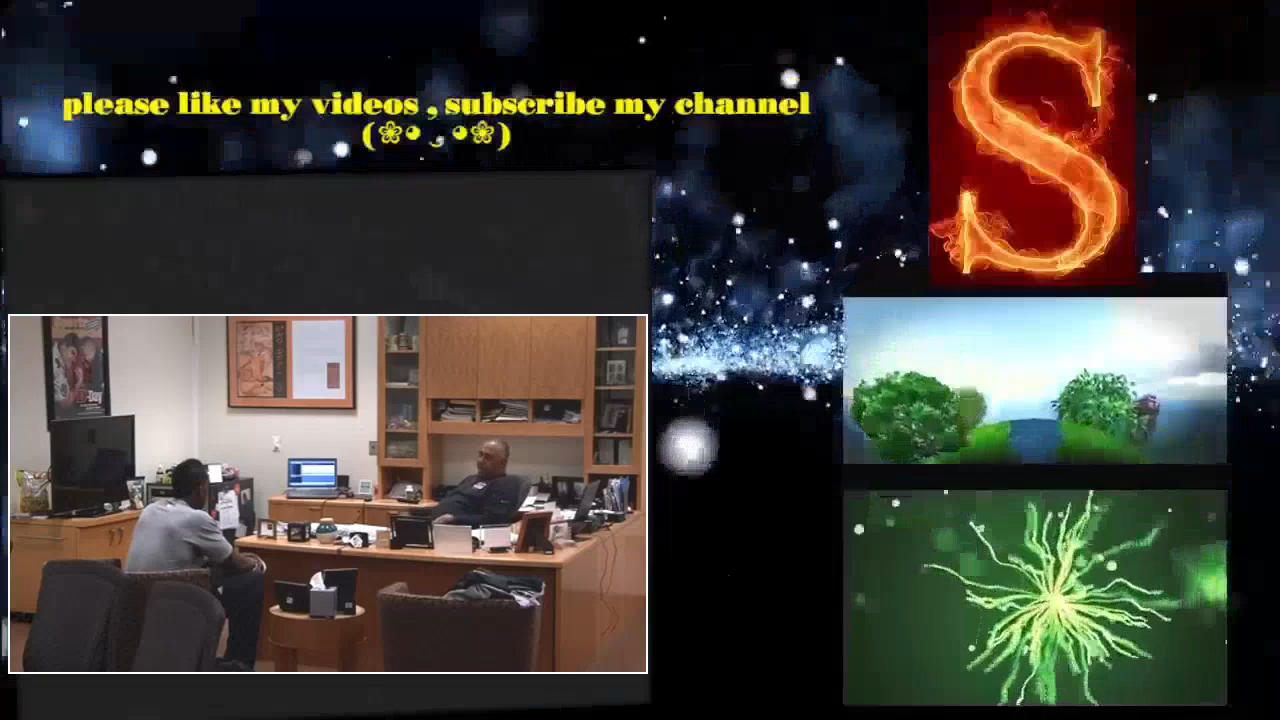 please like my videos , subscribe my channel
(❀◕ ◡ ◕❀)
S